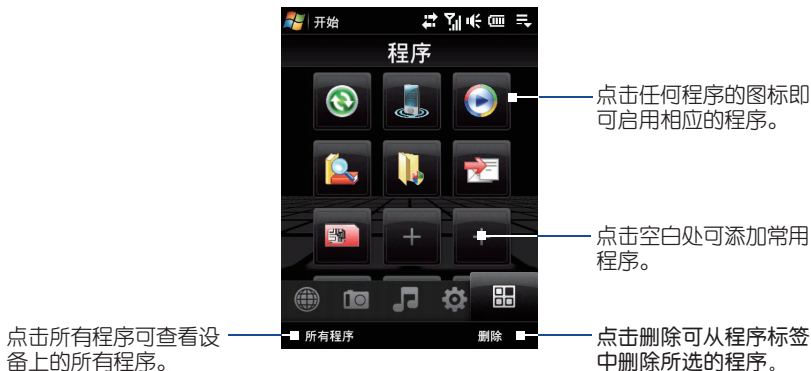 开始
程序
点击任何程序的图标即
可启用相应的程序。
点击空白处可添加常用
程序。
点击所有程序可查看设
备上的所有程序。
所有程序
删除
点击删除可从程序标签
中删除所选的程序。